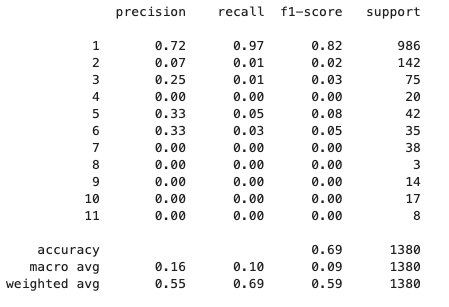 precision recall f1-score support
1 0.72 0.97 0.82 986
2 0.07 0.01 0.02 142
3 0.25 0.01 0.03 75
4 0.00 0.00 0.00 20
5 0.33 0.05 0.08 42
6 0.33 0.03 0.05 35
7 0.00 0.00 0.00 38
8 0.00 0.00 0.00 3
9 0.00 0.00 0.00 14
10 0.00 0.00 0.00 17
11 0.00 0.00 0.00 8
accuracy 0.69 1380
macro avg 0.16 0.10 0.09 1380
weighted avg 0.55 0.69 0.59 1380